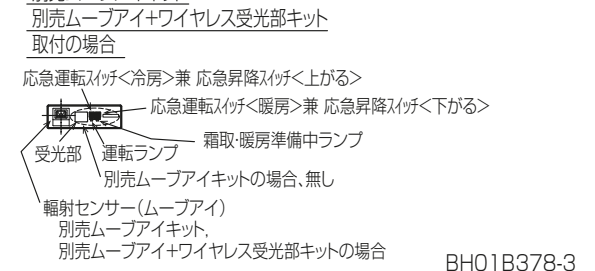 別売ムーブアイ+ワイヤレス受光部キット
取付の場合
応急運転スイッチ<冷房>兼 応急昇降スイッチ<上がる>
応急運転スイッチ<暖房>兼 応急昇降スイッチ<下がる>
霜取・暖房準備中ランプ
受光部 運転ランプ
別売ムーブアイキットの場合、無し
輻射センサー(ムーブアイ)
別売ムーブアイキット,
別売ムーブアイ+ワイヤレス受光部キットの場合
BH01B378-3